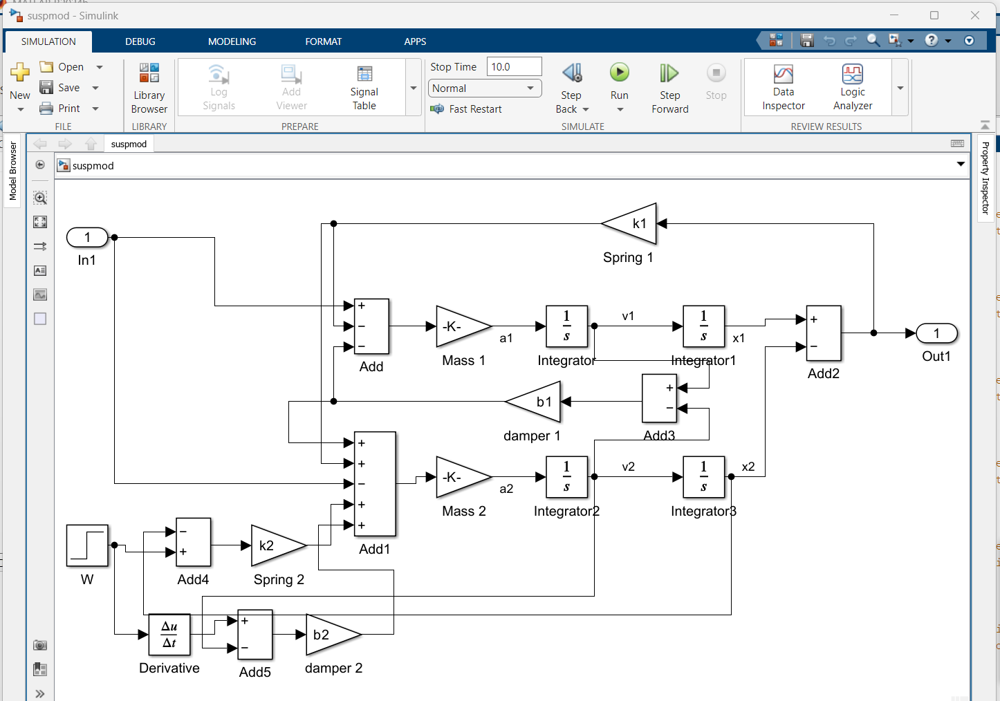 suspmod - Simulink
SIMULATION DEBUG MODELING FORMAT APPS
New
Open
Save
Print
FILE
Library
Browser
LIBRARY
Log
Signals
Add
Viewer
Signal
Table
PREPARE
Stop Time 10.0
Normal
Fast Restart
Step
Back
Run
Step
Forward
Stop
SIMULATE
Data
Inspector
Logic
Analyzer
REVIEW RESULTS
Model Browser
suspmod
suspmod
Property Inspector
k1
Spring 1
1
In1
+
−
−
Add
-K-
Mass 1
a1
1
s
Integrator
v1
1
s
Integrator1
x1
+
−
Add2
1
Out1
b1
damper 1
+
−
Add3
+
+
−
+
+
Add1
-K-
Mass 2
a2
1
s
Integrator2
v2
1
s
Integrator3
x2
W
−
+
Add4
k2
Spring 2
Δu
Δt
Derivative
+
−
Add5
b2
damper 2